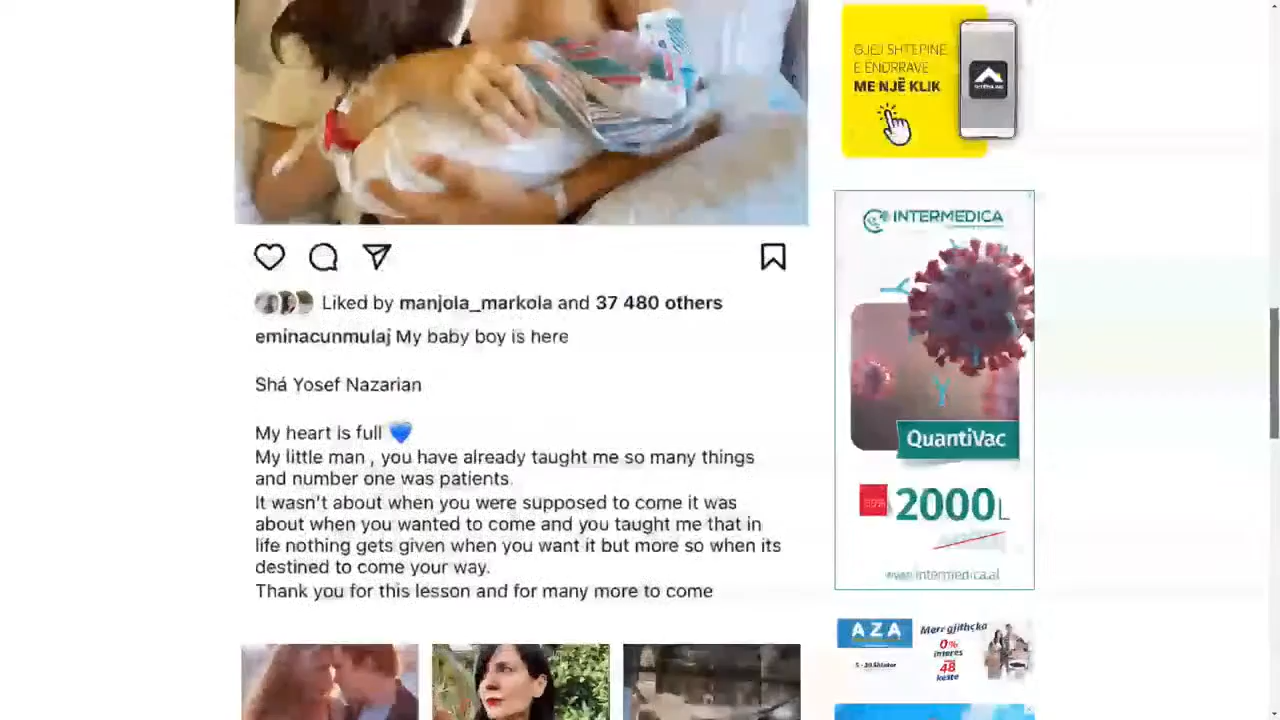 GJEJ SHTEPINE
E ENDRRAVE
ME NJË KLIK
INTERMEDICA
Liked by manjola_markola and 37 480 others
eminacunmulaj My baby boy is here
Shá Yosef Nazarian
My heart is full 💙
My little man , you have already taught me so many things
and number one was patients.
It wasn't about when you were supposed to come it was
about when you wanted to come and you taught me that in
life nothing gets given when you want it but more so when its
destined to come your way.
Thank you for this lesson and for many more to come
QuantiVac
2000L
www.intermedica.al
AZA
Merr gjithçka
0%
interes
48
këste